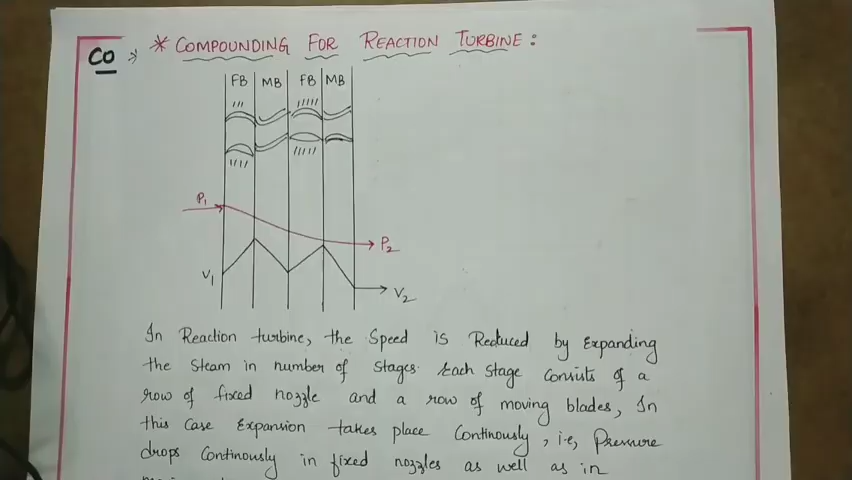 CO :- * COMPOUNDING FOR REACTION TURBINE :
FB MB FB MB
P1
P2
V1
V2
In Reaction turbine, the Speed is Reduced by Expanding
the Steam in number of stages. Each stage consists of a
row of fixed nozzle and a row of moving blades, In
this case Expansion takes place Continously, i.e, Pressure
drops Continously in fixed nozzles as well as in